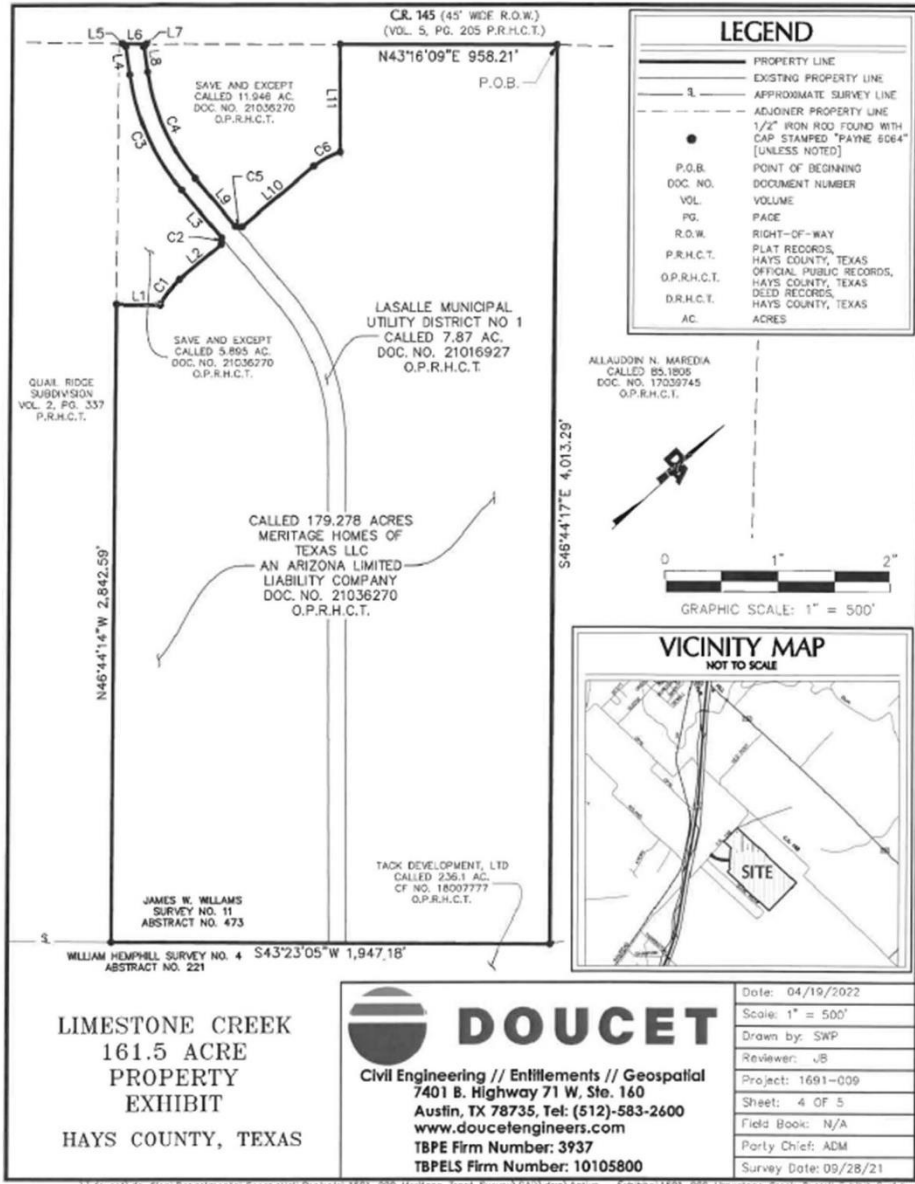 C.R. 145 (45' WIDE R.O.W.)
(VOL. 5, PG. 205 P.R.H.C.T.)
N43°16'09"E 958.21'
P.O.B.
L5
L6
L7
L4
L8
SAVE AND EXCEPT
CALLED 11.946 AC.
DOC. NO. 21036270
O.P.R.H.C.T.
L11
C3
C4
C6
C5
L9
L10
L3
C2
L2
C1
L1
SAVE AND EXCEPT
CALLED 5.895 AC.
DOC. NO. 21036270
O.P.R.H.C.T.
LASALLE MUNICIPAL
UTILITY DISTRICT NO 1
CALLED 7.87 AC.
DOC. NO. 21016927
O.P.R.H.C.T.
QUAIL RIDGE
SUBDIVISION
VOL. 2, PG. 337
P.R.H.C.T.
N46°44'14"W 2,842.59'
CALLED 179.278 ACRES
MERITAGE HOMES OF
TEXAS LLC
AN ARIZONA LIMITED
LIABILITY COMPANY
DOC. NO. 21036270
O.P.R.H.C.T.
S46°44'17"E 4,013.29'
ALLAUDDIN N. MAREDIA
CALLED 85.1806
DOC. NO. 17039745
O.P.R.H.C.T.
TACK DEVELOPMENT, LTD
CALLED 236.1 AC.
CF NO. 18007777
O.P.R.H.C.T.
JAMES W. WILLAMS
SURVEY NO. 11
ABSTRACT NO. 473
WILLIAM HEMPHILL SURVEY NO. 4
ABSTRACT NO. 221
S43°23'05"W 1,947.18'
LEGEND
PROPERTY LINE
EXISTING PROPERTY LINE
APPROXIMATE SURVEY LINE
ADJOINER PROPERTY LINE
1/2" IRON ROD FOUND WITH
CAP STAMPED "PAYNE 6064"
[UNLESS NOTED]
P.O.B. POINT OF BEGINNING
DOC. NO. DOCUMENT NUMBER
VOL. VOLUME
PG. PAGE
R.O.W. RIGHT-OF-WAY
P.R.H.C.T. PLAT RECORDS,
HAYS COUNTY, TEXAS
O.P.R.H.C.T. OFFICIAL PUBLIC RECORDS,
HAYS COUNTY, TEXAS
D.R.H.C.T. DEED RECORDS,
HAYS COUNTY, TEXAS
AC. ACRES
0 1" 2"
GRAPHIC SCALE: 1" = 500'
VICINITY MAP
NOT TO SCALE
SITE
LIMESTONE CREEK
161.5 ACRE
PROPERTY
EXHIBIT
HAYS COUNTY, TEXAS
DOUCET
Civil Engineering // Entitlements // Geospatial
7401 B. Highway 71 W, Ste. 160
Austin, TX 78735, Tel: (512)-583-2600
www.doucetengineers.com
TBPE Firm Number: 3937
TBPELS Firm Number: 10105800
Date: 04/19/2022
Scale: 1" = 500'
Drawn by: SWP
Reviewer: JB
Project: 1691-009
Sheet: 4 OF 5
Field Book: N/A
Party Chief: ADM
Survey Date: 09/28/21